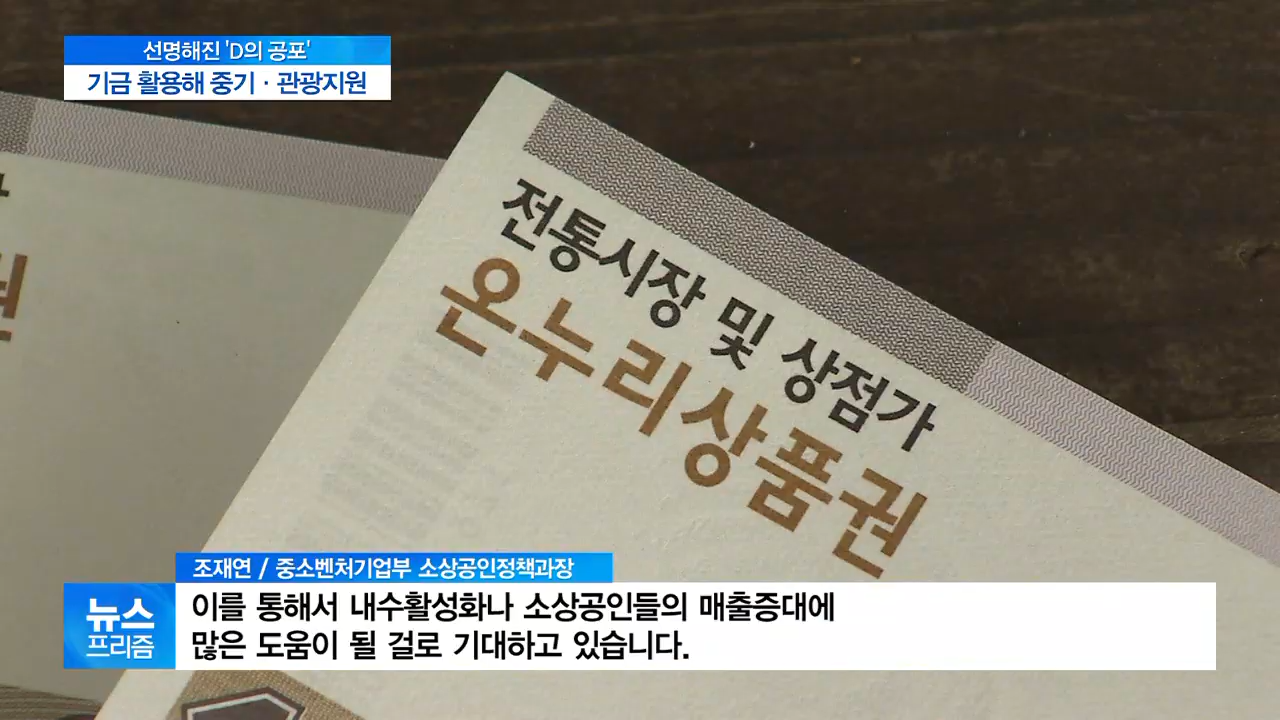 선명해진 'D의 공포'
기금 활용해 중기·관광지원
전통시장 및 상점가
온누리상품권
권
조재연 / 중소벤처기업부 소상공인정책과장
뉴스
프리즘
이를 통해서 내수활성화나 소상공인들의 매출증대에
많은 도움이 될 걸로 기대하고 있습니다.